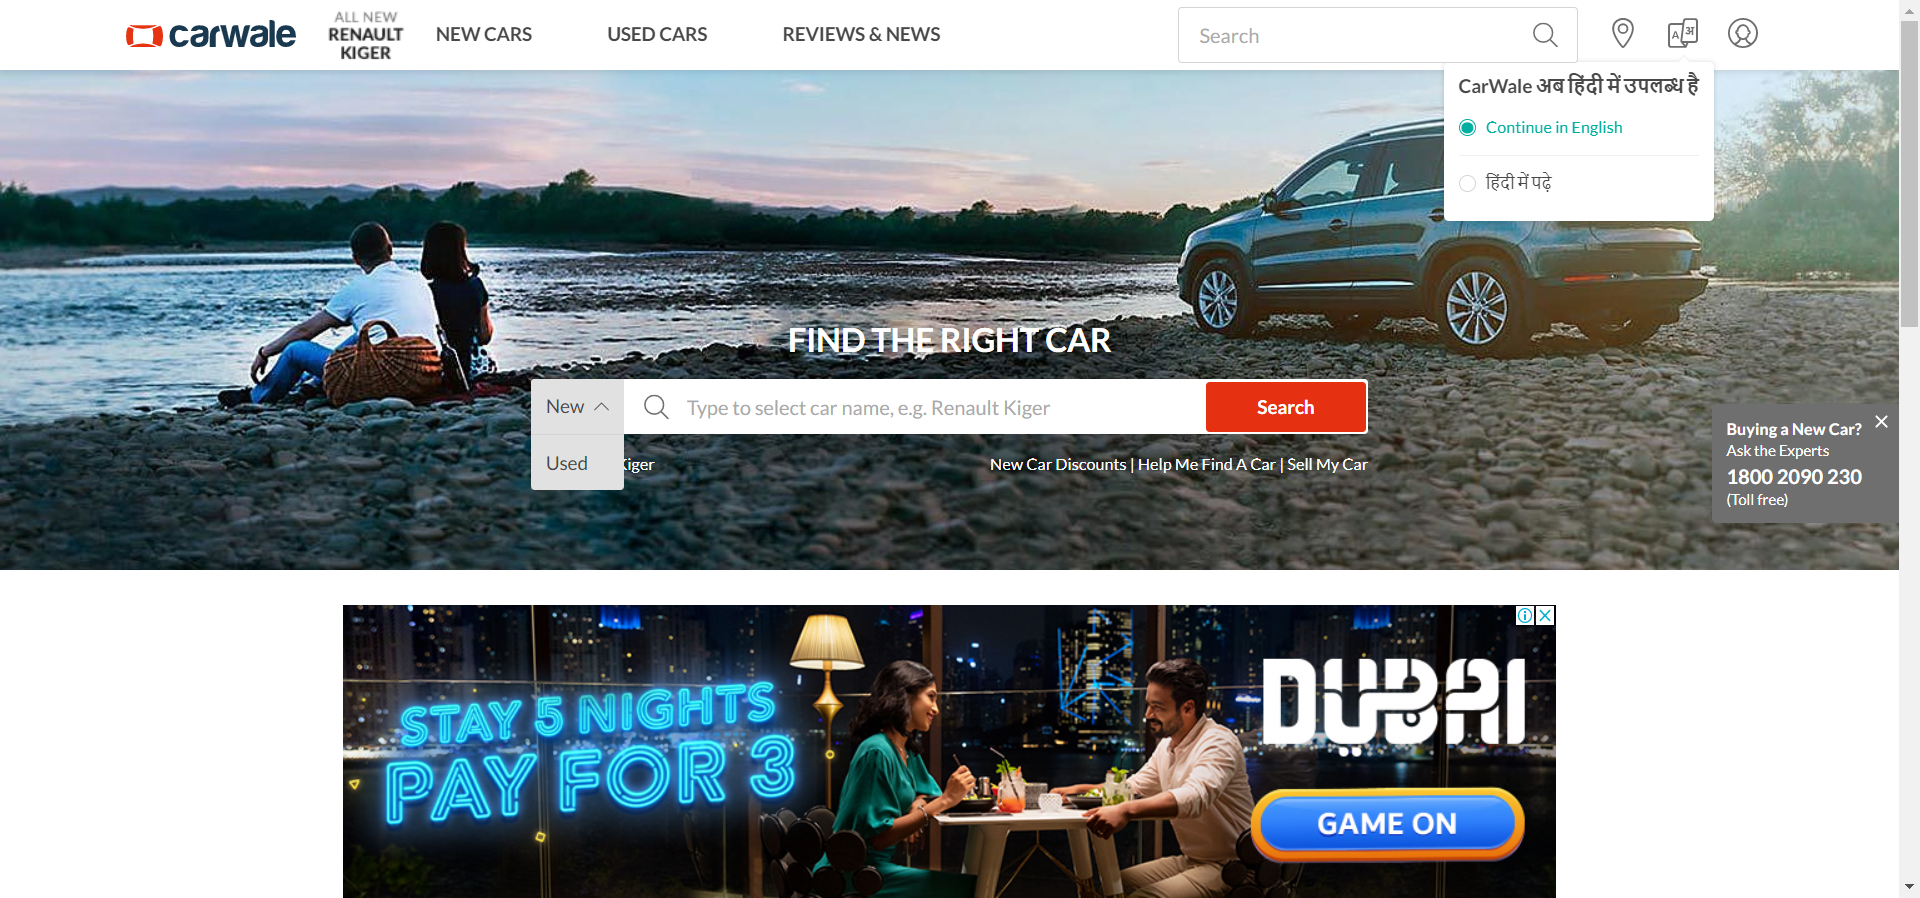 carwale
ALL NEW
RENAULT
KIGER
NEW CARS
USED CARS
REVIEWS & NEWS
Search
CarWale अब हिंदी में उपलब्ध है
Continue in English
हिंदी में पढ़े
FIND THE RIGHT CAR
New
Type to select car name, e.g. Renault Kiger
Search
Used
Kiger
New Car Discounts | Help Me Find A Car | Sell My Car
Buying a New Car?
Ask the Experts
1800 2090 230
(Toll free)
STAY 5 NIGHTS
PAY FOR 3
DUBAI
GAME ON